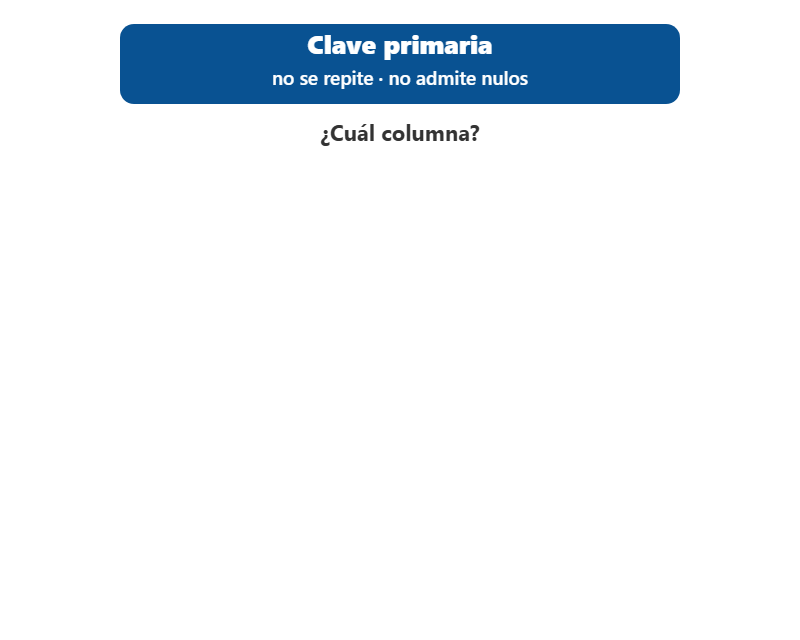 Clave primaria
no se repite · no admite nulos
¿Cuál columna?